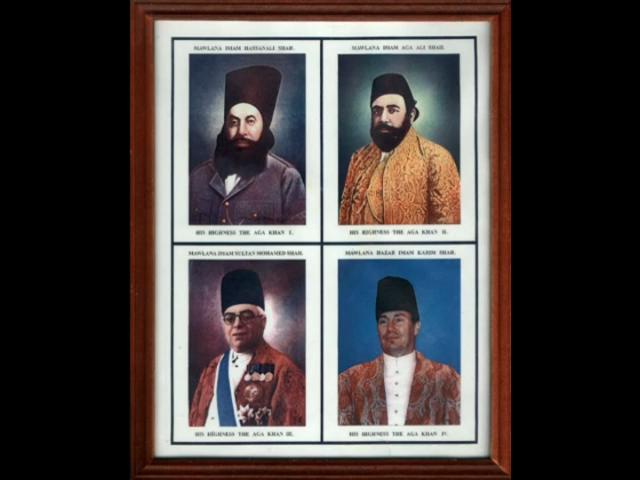 MAWLANA IMAM HASSANALI SHAH.
HIS HIGHNESS THE AGA KHAN I.
MAWLANA IMAM AGA ALI SHAH.
HIS HIGHNESS THE AGA KHAN II.
MAWLANA IMAM SULTAN MOHAMED SHAH.
HIS HIGHNESS THE AGA KHAN III.
MAWLANA HAZAR IMAM KARIM SHAH.
HIS HIGHNESS THE AGA KHAN IV.